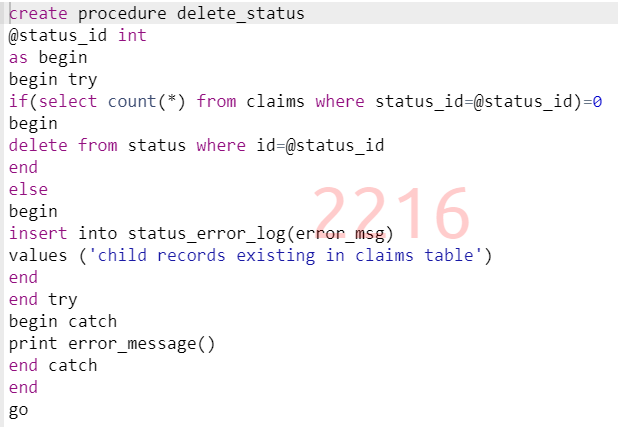 create procedure delete_status
@status_id int
as begin
begin try
if(select count(*) from claims where status_id=@status_id)=0
begin
delete from status where id=@status_id
end
else
begin
2216
insert into status_error_log(error_msg)
values ('child records existing in claims table')
end
end try
begin catch
print error_message()
end catch
end
go